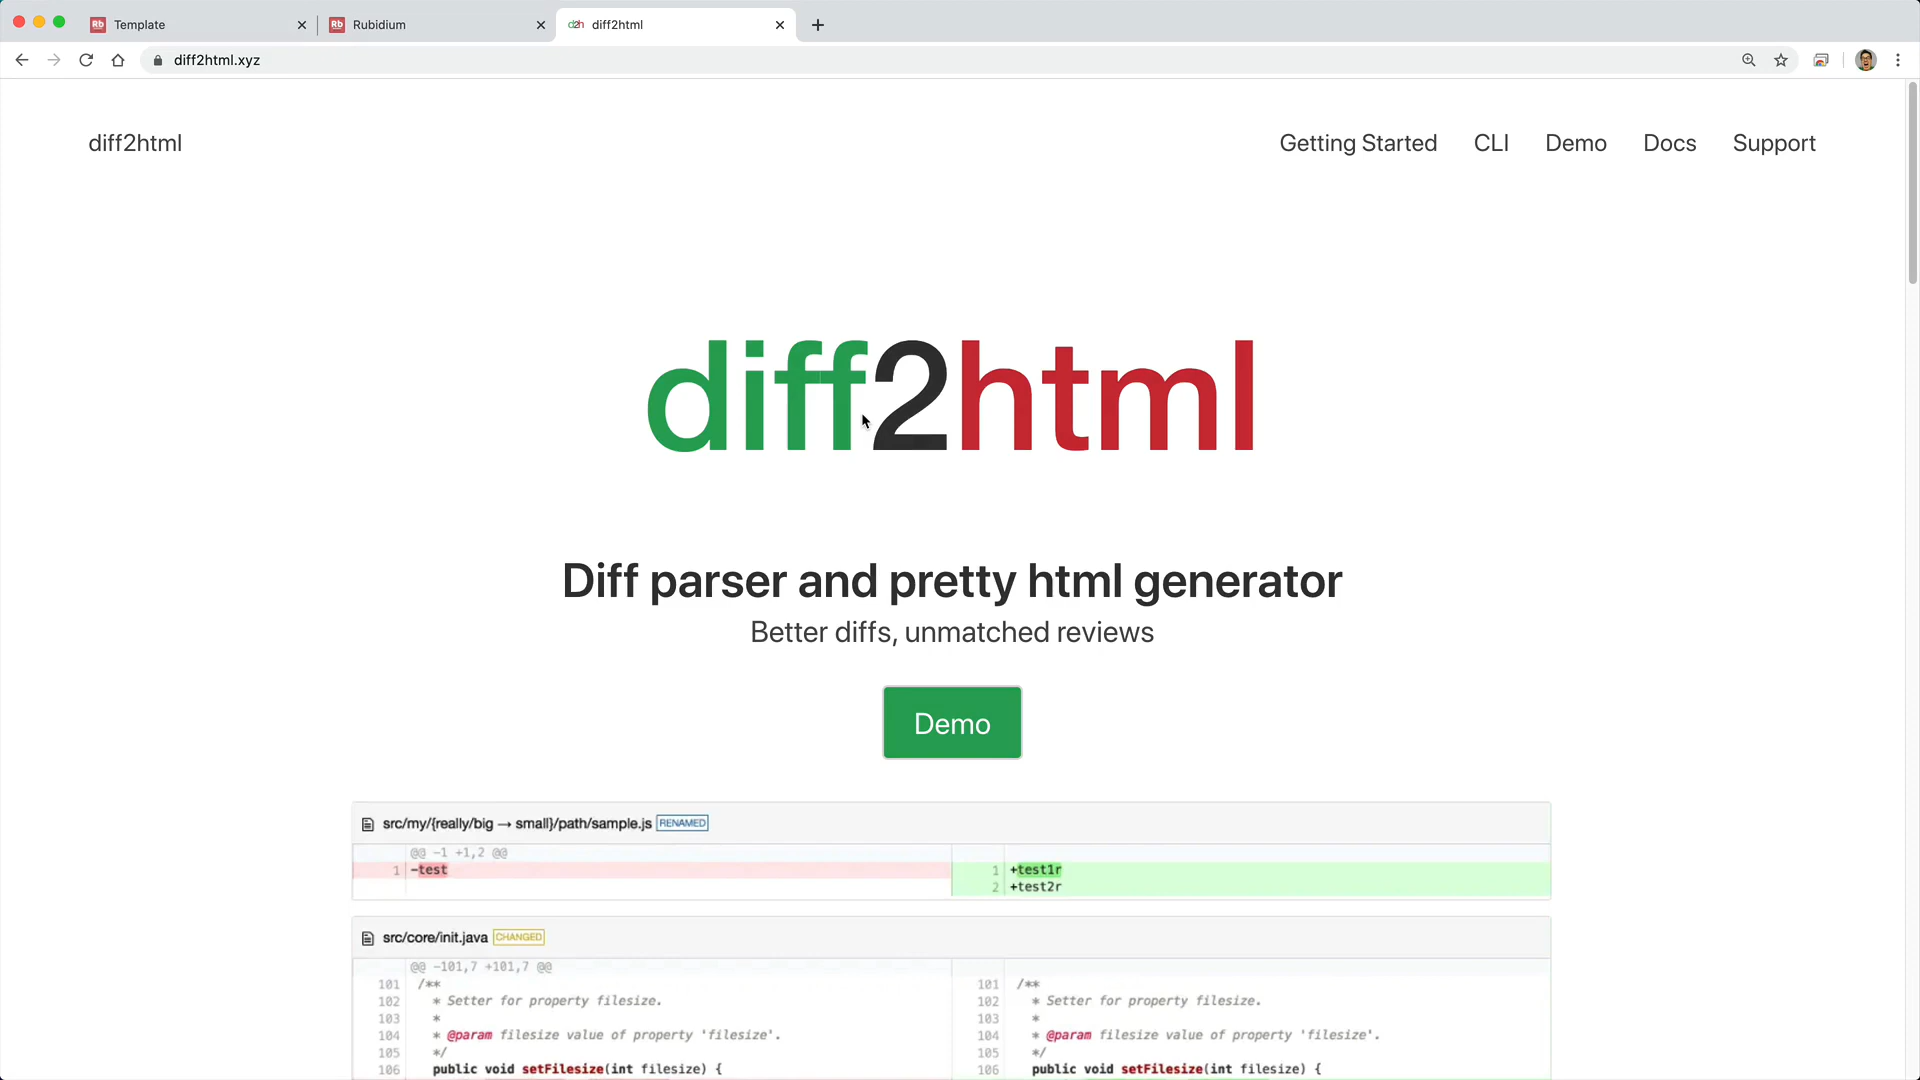 Rb Template
Rb Rubidium
d2h diff2html
diff2html.xyz
diff2html
Getting Started
CLI
Demo
Docs
Support
diff2html
Diff parser and pretty html generator
Better diffs, unmatched reviews
Demo
src/my/{really/big → small}/path/sample.js RENAMED
@@ -1 +1,2 @@
1 -test
1 +test1r
2 +test2r
src/core/init.java CHANGED
@@ -101,7 +101,7 @@
101 /**
102 * Setter for property filesize.
103 *
104 * @param filesize value of property 'filesize'.
105 */
106 public void setFilesize(int filesize) {
101 /**
102 * Setter for property filesize.
103 *
104 * @param filesize value of property 'filesize'.
105 */
106 public void setFilesize(int filesize) {